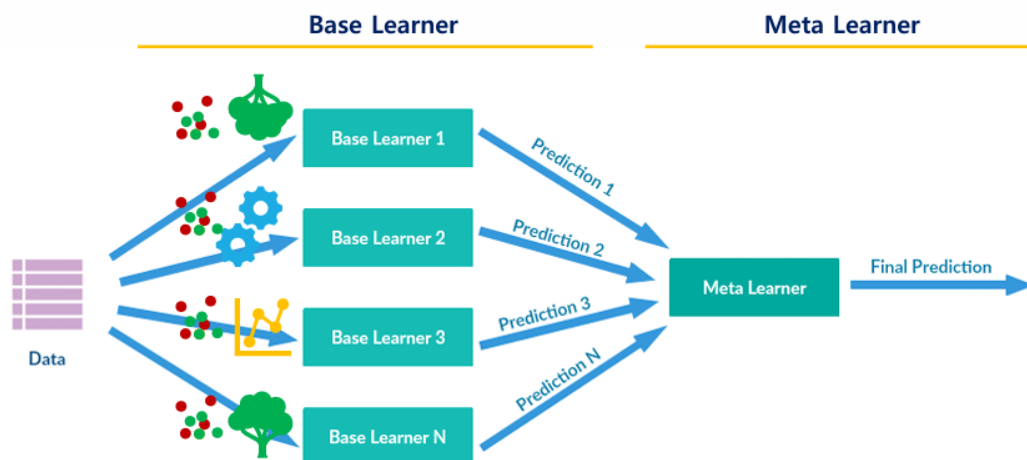 Base Learner
Meta Learner
Base Learner 1
Prediction 1
Base Learner 2
Prediction 2
Data
Meta Learner
Final Prediction
Base Learner 3
Prediction 3
Base Learner N
Prediction N